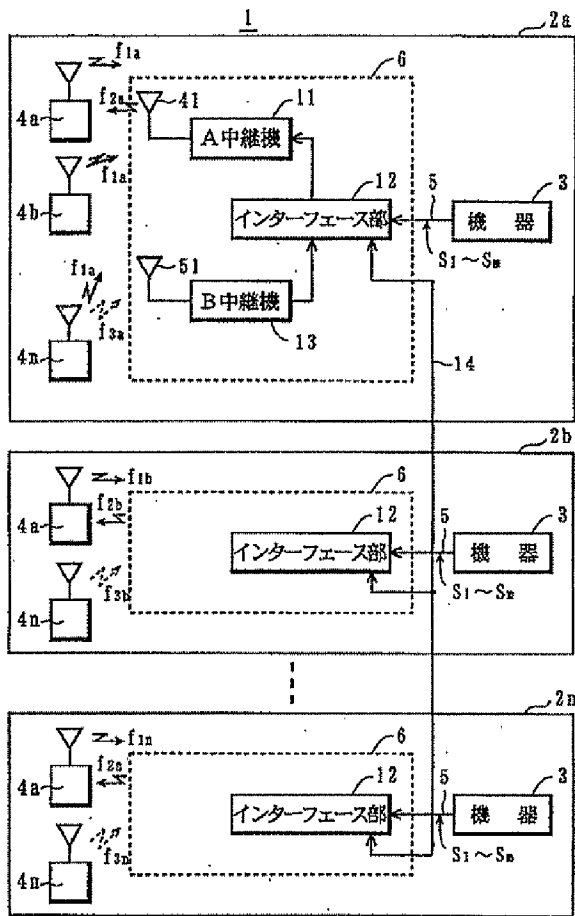 1
2a
6
f1a
f2a
41
11
4a
A中継機
f1a
12
5
3
4b
インターフェース部
機 器
S1〜Sm
f1a
51
B中継機
f3a
13
4n
14
2b
6
f1b
f2b
12
5
3
4a
インターフェース部
機 器
S1〜Sm
f3b
4n
2n
6
f1n
12
5
3
4a
インターフェース部
機 器
S1〜Sm
f3n
4n